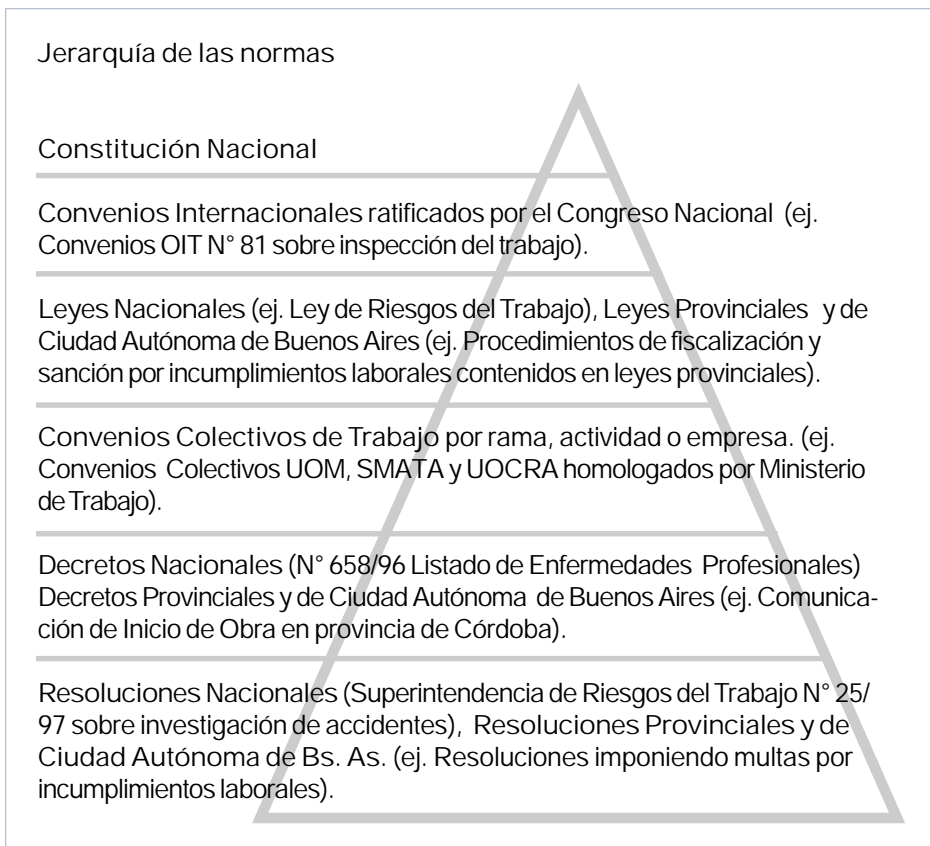 Jerarquía de las normas
Constitución Nacional
Convenios Internacionales ratificados por el Congreso Nacional (ej.
Convenios OIT N° 81 sobre inspección del trabajo).
Leyes Nacionales (ej. Ley de Riesgos del Trabajo), Leyes Provinciales y de
Ciudad Autónoma de Buenos Aires (ej. Procedimientos de fiscalización y
sanción por incumplimientos laborales contenidos en leyes provinciales).
Convenios Colectivos de Trabajo por rama, actividad o empresa. (ej.
Convenios Colectivos UOM, SMATA y UOCRA homologados por Ministerio
de Trabajo).
Decretos Nacionales (N° 658/96 Listado de Enfermedades Profesionales)
Decretos Provinciales y de Ciudad Autónoma de Buenos Aires (ej. Comunica-
ción de Inicio de Obra en provincia de Córdoba).
Resoluciones Nacionales (Superintendencia de Riesgos del Trabajo N° 25/
97 sobre investigación de accidentes), Resoluciones Provinciales y de
Ciudad Autónoma de Bs. As. (ej. Resoluciones imponiendo multas por
incumplimientos laborales).